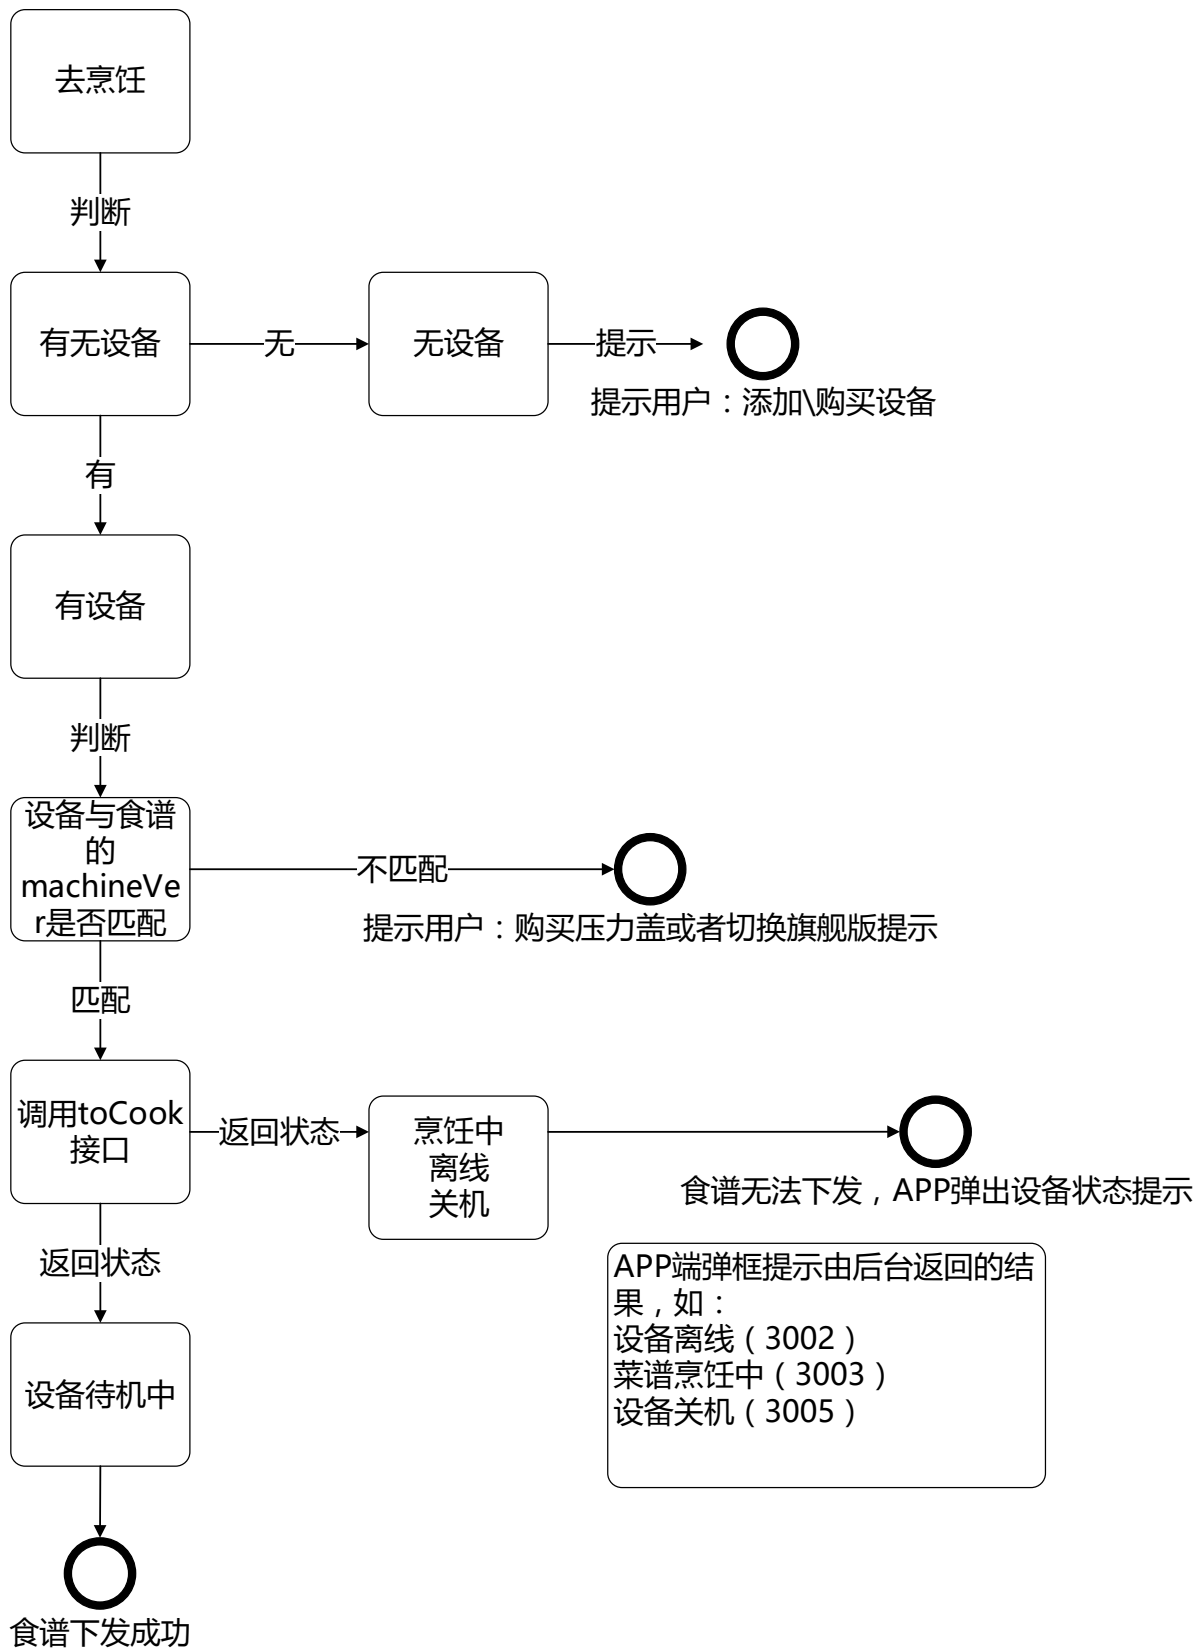 去烹饪
判断
有无设备
无
无设备
提示
提示用户：添加\购买设备
有
有设备
判断
设备与食谱
的
machineVe
r是否匹配
不匹配
提示用户：购买压力盖或者切换旗舰版提示
匹配
调用toCook
接口
返回状态
烹饪中
离线
关机
食谱无法下发，APP弹出设备状态提示
返回状态
APP端弹框提示由后台返回的结
果，如：
设备离线（3002）
菜谱烹饪中（3003）
设备关机（3005）
设备待机中
食谱下发成功